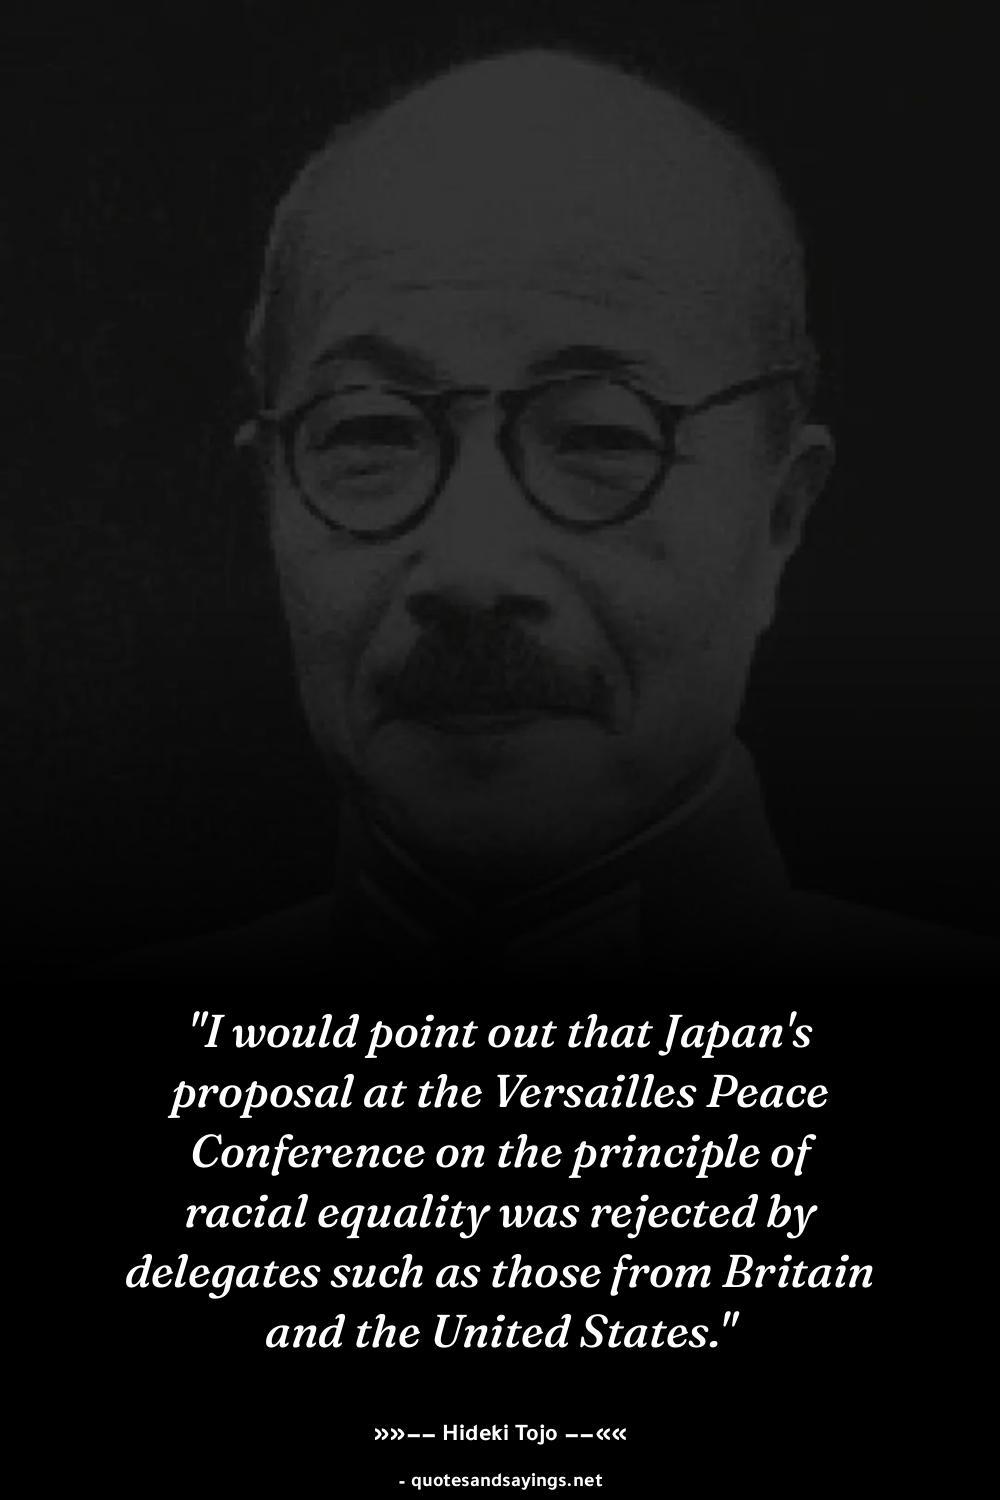 "I would point out that Japan's
proposal at the Versailles Peace
Conference on the principle of
racial equality was rejected by
delegates such as those from Britain
and the United States."
»»−− Hideki Tojo −−««
- quotesandsayings.net